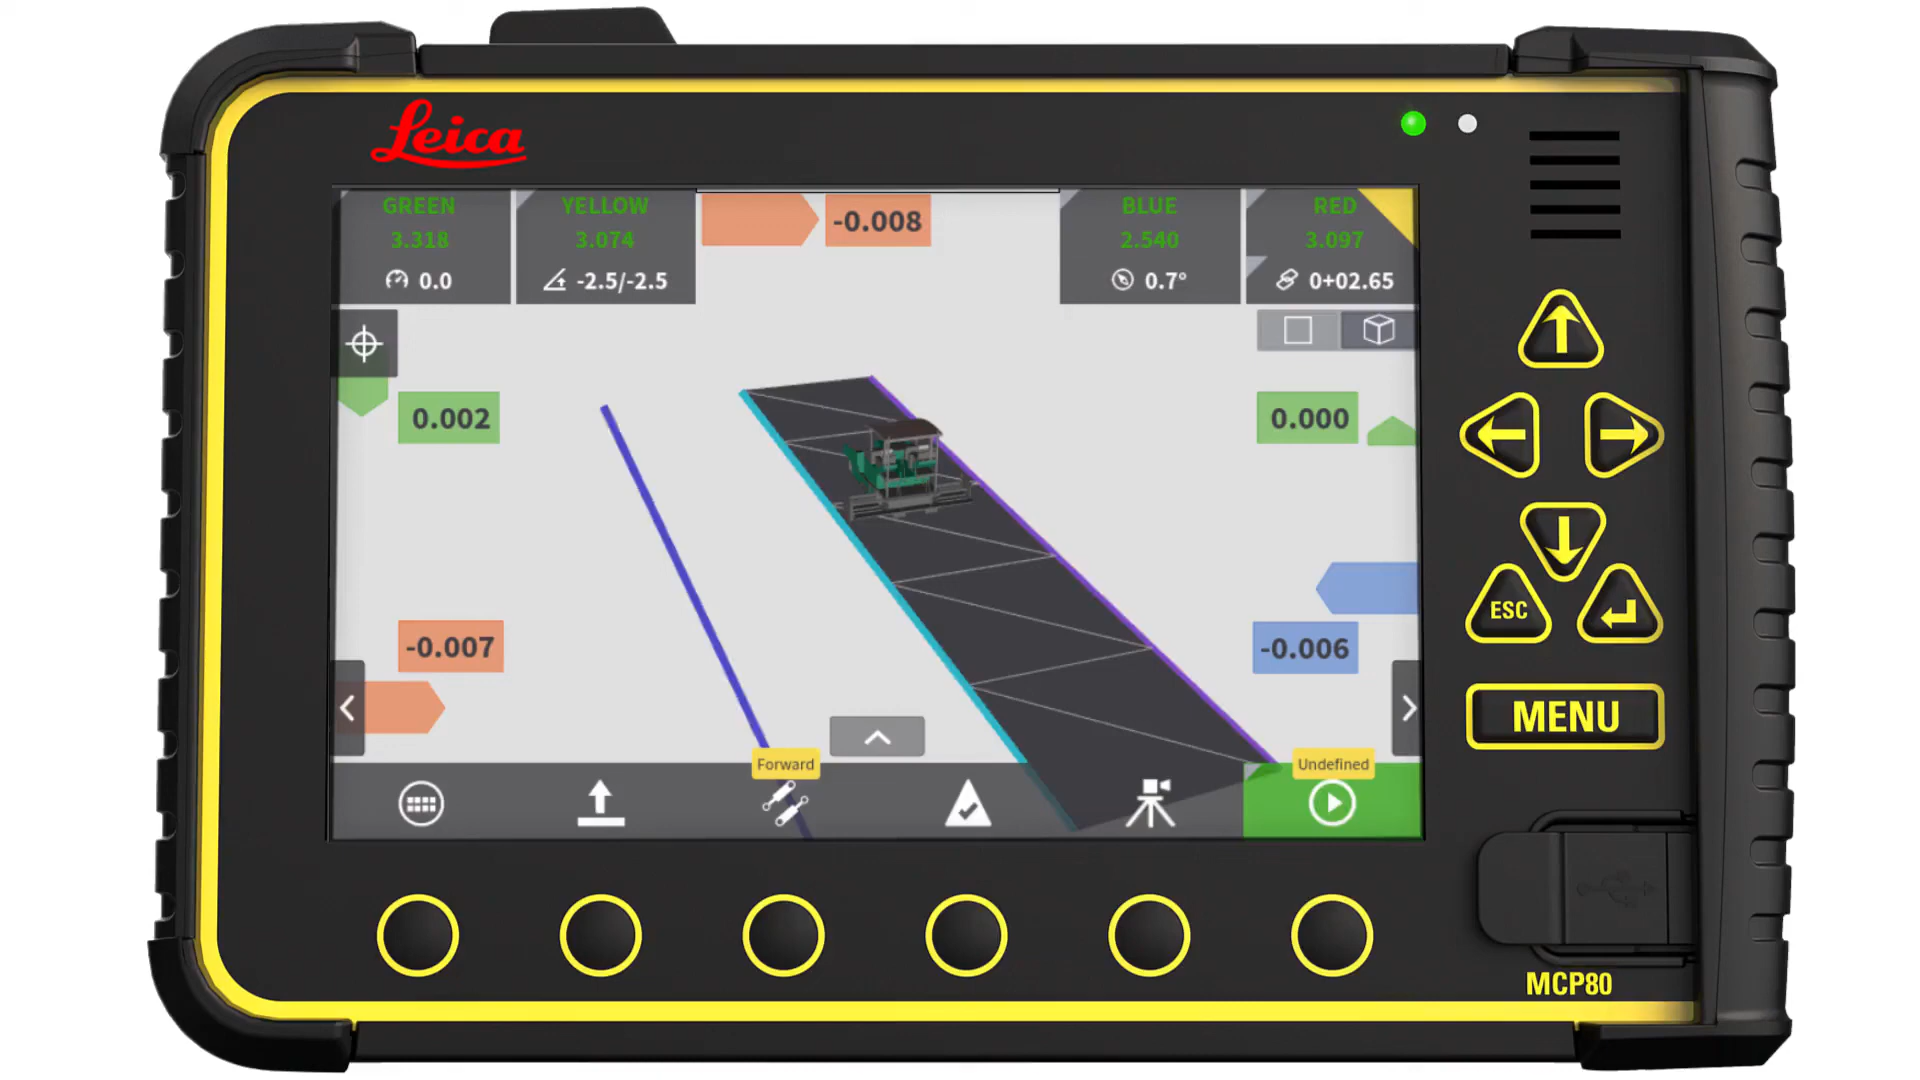 Leica
GREEN
3.318
0.0
YELLOW
3.074
-2.5/-2.5
-0.008
BLUE
2.540
0.7°
RED
3.097
0+02.65
0.002
0.000
-0.007
-0.006
Forward
Undefined
ESC
MENU
MCP80